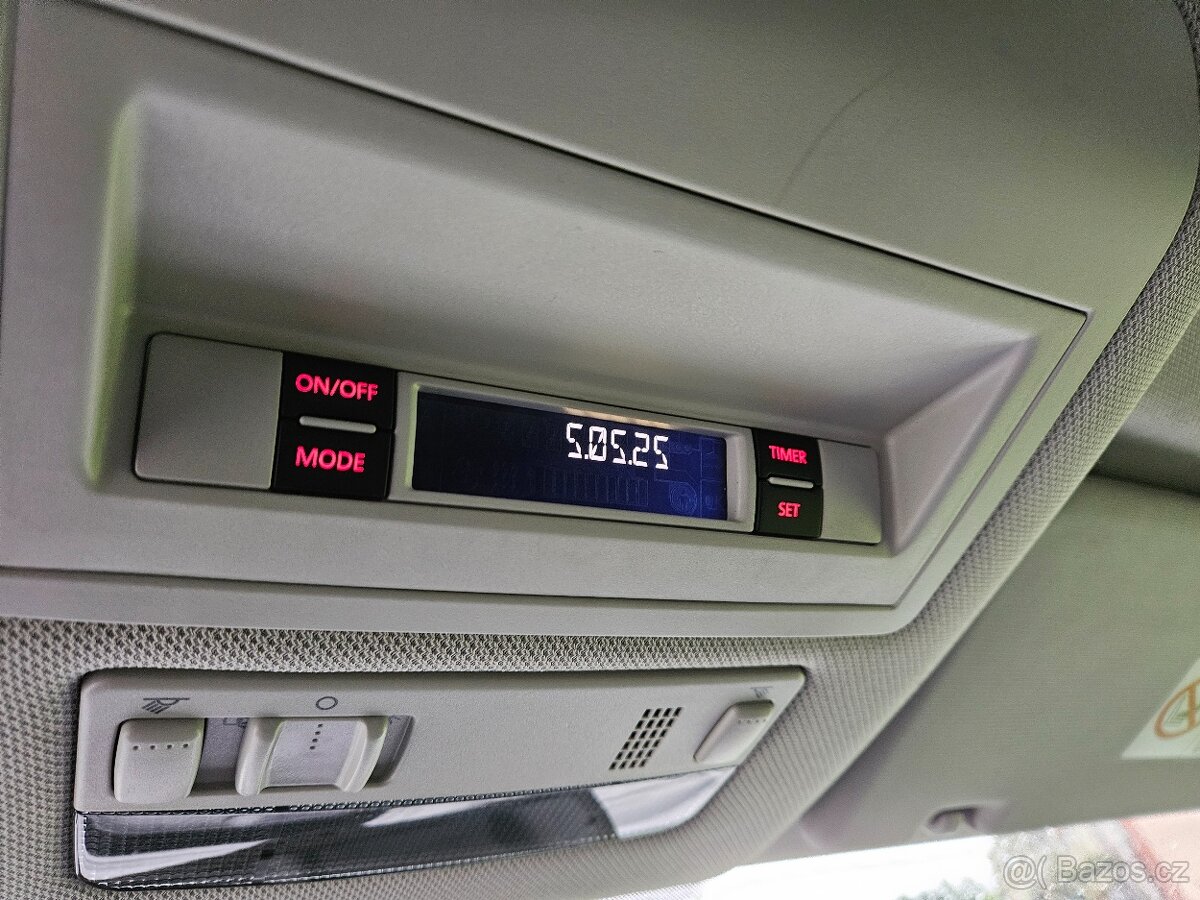 ON/OFF
MODE
5.05.25
TIMER
SET
@( Bazos.cz